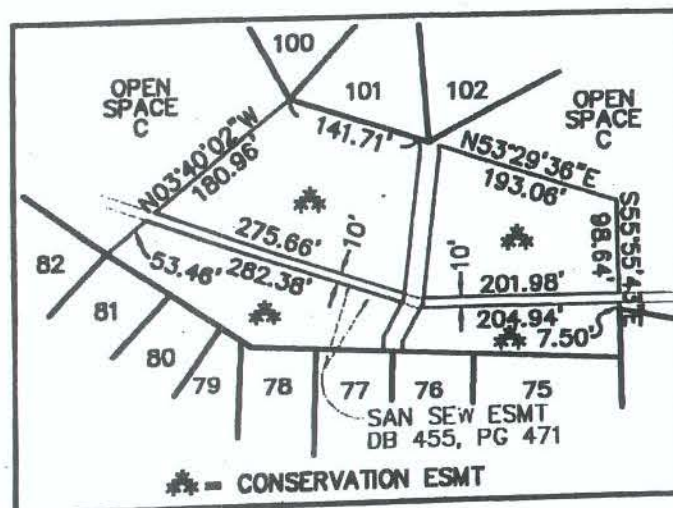 100
101
102
OPEN
SPACE
C
OPEN
SPACE
C
N03°40'02"W
180.96'
141.71'
N53°29'36"E
193.06'
S55°55'43"E
98.64'
275.66'
282.38'
10'
10'
201.98'
204.94'
7.50'
53.46'
82
81
80
79
78
77
76
75
SAN SEW ESMT
DB 455, PG 471
= CONSERVATION ESMT